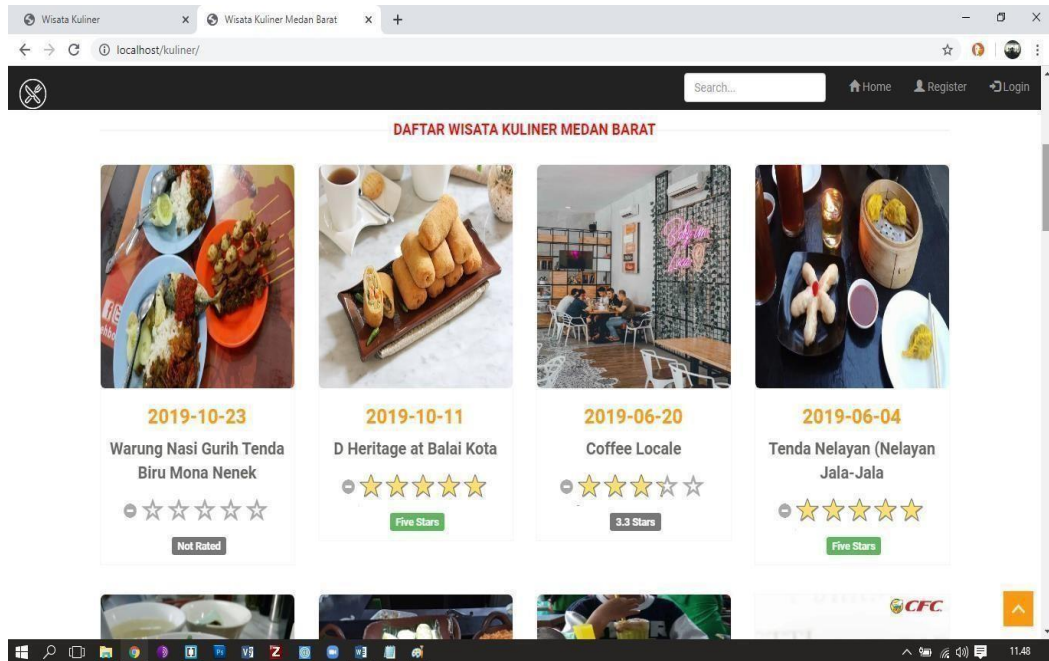 Wisata Kuliner
Wisata Kuliner Medan Barat
localhost/kuliner/
Search...
Home
Register
Login
DAFTAR WISATA KULINER MEDAN BARAT
2019-10-23
Warung Nasi Gurih Tenda
Biru Mona Nenek
Not Rated
2019-10-11
D Heritage at Balai Kota
Five Stars
2019-06-20
Coffee Locale
3.3 Stars
2019-06-04
Tenda Nelayan (Nelayan
Jala-Jala
Five Stars
CFC
11.48